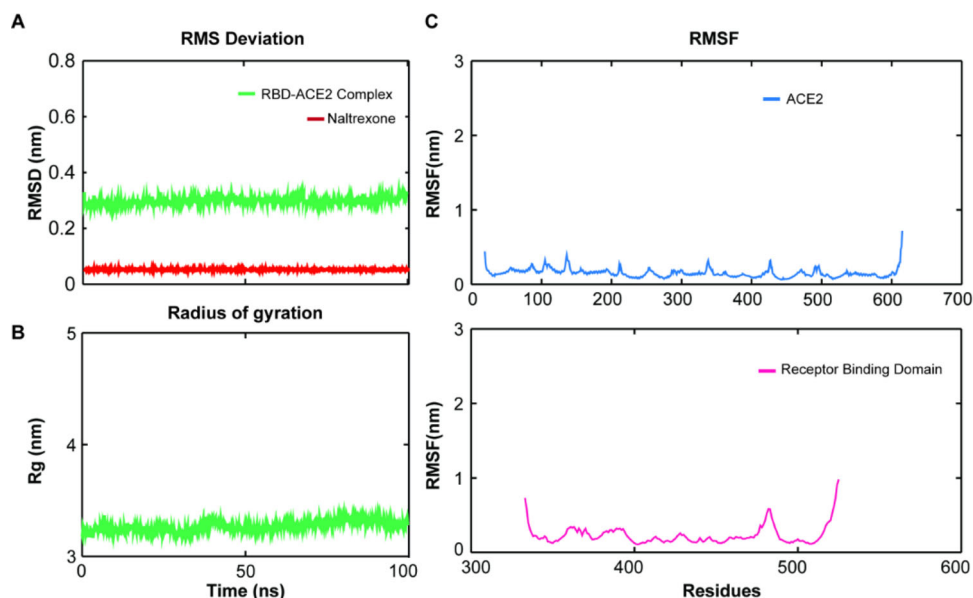 A
RMS Deviation
0.8
0.6
0.4
0.2
0
RMSD (nm)
RBD-ACE2 Complex
Naltrexone
B
Radius of gyration
5
4
3
Rg (nm)
0 50 100
Time (ns)
C
RMSF
3
2
1
0
RMSF(nm)
ACE2
0 100 200 300 400 500 600 700
3
2
1
0
RMSF(nm)
Receptor Binding Domain
300 400 500 600
Residues